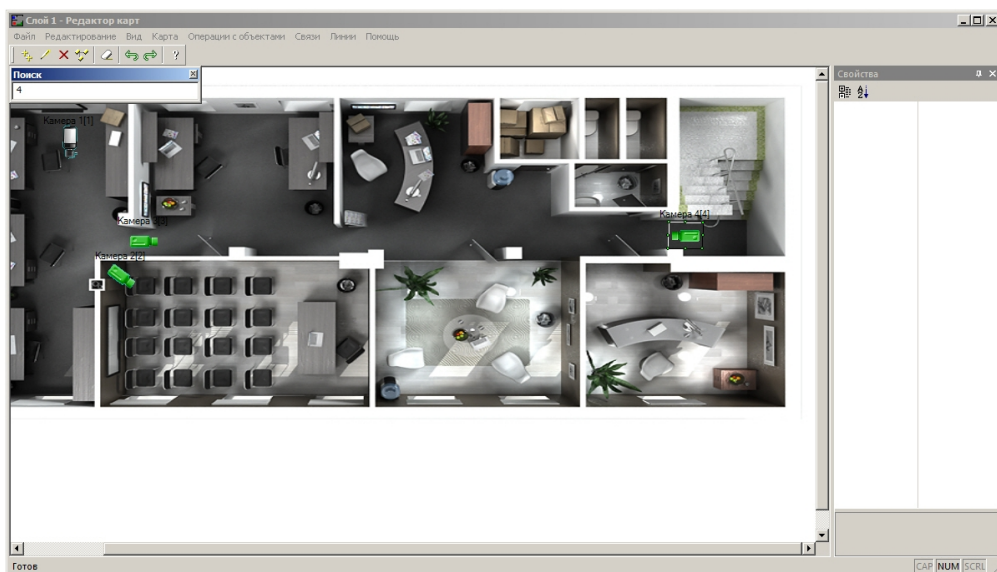 Слой 1 - Редактор карт
Файл Редактирование Вид Карта Операции с объектами Связи Линии Помощь
Поиск
4
Свойства
Камера 1[1]
Камера 4[4]
Камера
Камера 2[2]
Готов
CAP NUM SCRL